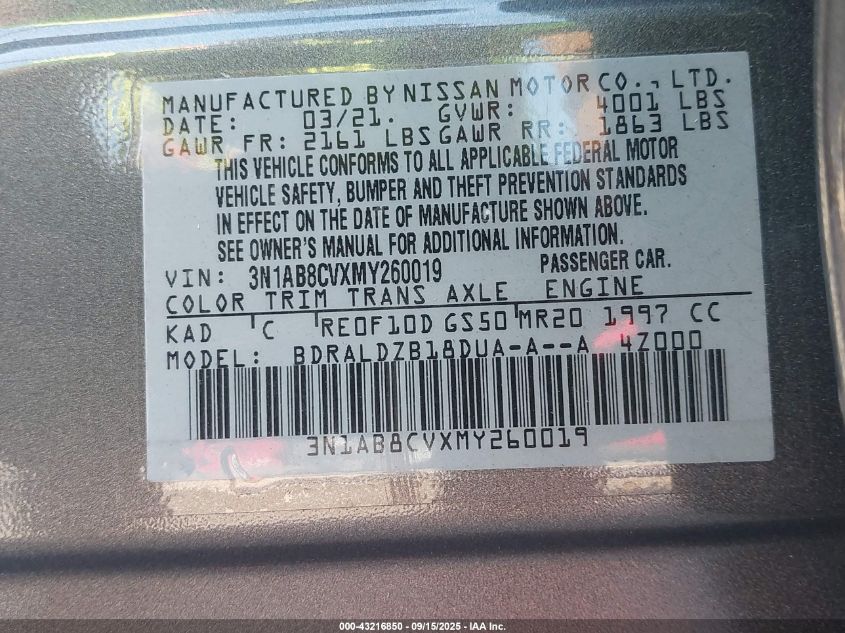 MANUFACTURED BY NISSAN MOTOR CO., LTD.
DATE: 03/21. GVWR: 4001 LBS
GAWR FR: 2161 LBS GAWR RR: 1863 LBS
THIS VEHICLE CONFORMS TO ALL APPLICABLE FEDERAL MOTOR
VEHICLE SAFETY, BUMPER AND THEFT PREVENTION STANDARDS
IN EFFECT ON THE DATE OF MANUFACTURE SHOWN ABOVE.
SEE OWNER'S MANUAL FOR ADDITIONAL INFORMATION.
VIN: 3N1AB8CVXMY260019 PASSENGER CAR.
COLOR TRIM TRANS AXLE ENGINE
KAD C RE0F10D GS50 MR20 1997 CC
MODEL: BDRALDZB18DUA-A--A 4Z000
3N1AB8CVXMY260019
000-43216850 - 09/15/2025 - IAA Inc.